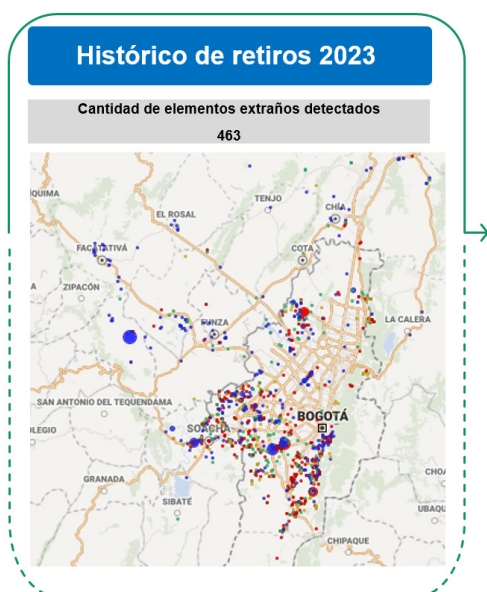 Histórico de retiros 2023
Cantidad de elementos extraños detectados
463
QUIMA
TENJO
CHÍA
EL ROSAL
FACATATIVÁ
COTA
A
ZIPACÓN
FUNZA
LA CALERA
SAN ANTONIO DEL TEQUENDAMA
BOGOTÁ
OLEGIO
SOACHA
GRANADA
CHOA
SIBATÉ
UBAQU
CHIPAQUE